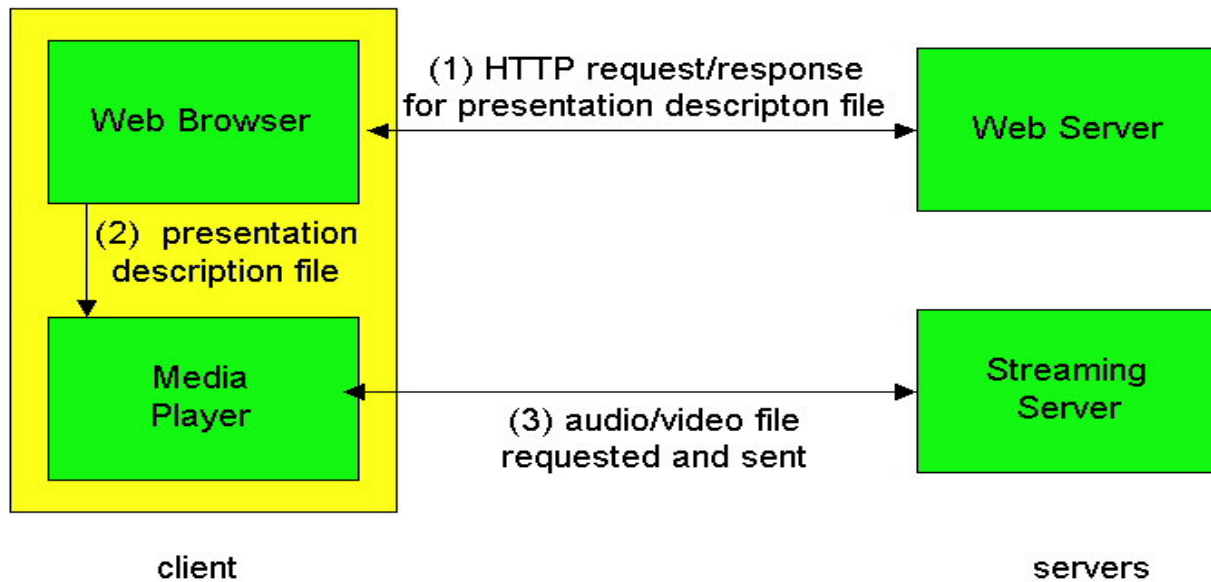 Web Browser
(1) HTTP request/response
for presentation descripton file
Web Server
(2) presentation
description file
Media
Player
(3) audio/video file
requested and sent
Streaming
Server
client
servers